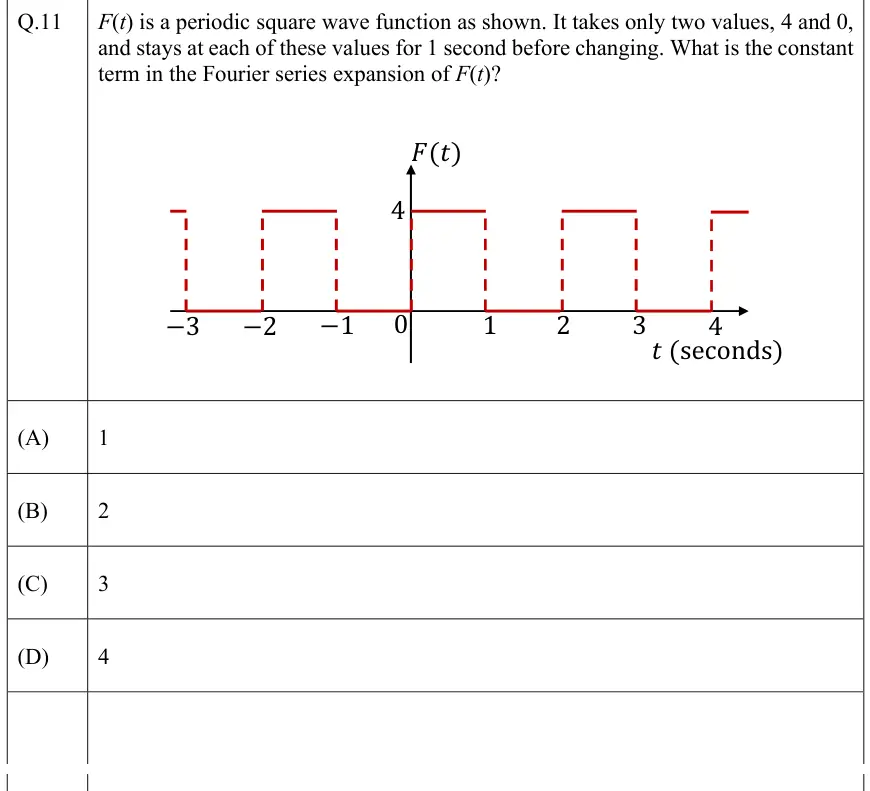 Q.11 F(t) is a periodic square wave function as shown. It takes only two values, 4 and 0,
and stays at each of these values for 1 second before changing. What is the constant
term in the Fourier series expansion of F(t)?
F(t)
4
−3 −2 −1 0 1 2 3 4
t (seconds)
(A) 1
(B) 2
(C) 3
(D) 4